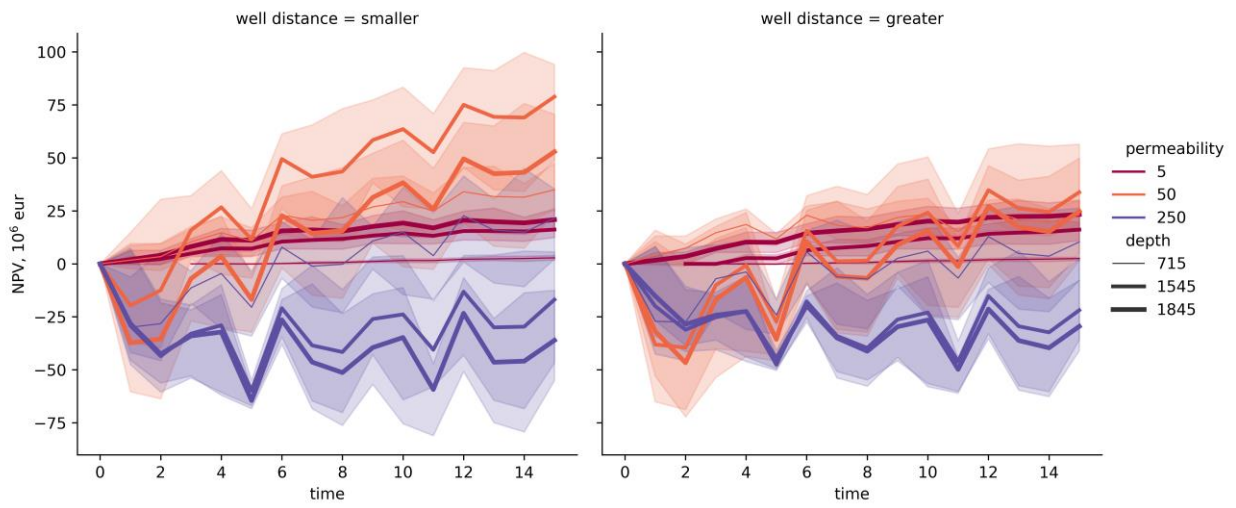 well distance = smaller
well distance = greater
NPV, 10⁶ eur
100
75
50
25
0
−25
−50
−75
0 2 4 6 8 10 12 14
time
0 2 4 6 8 10 12 14
time
permeability
5
50
250
depth
715
1545
1845